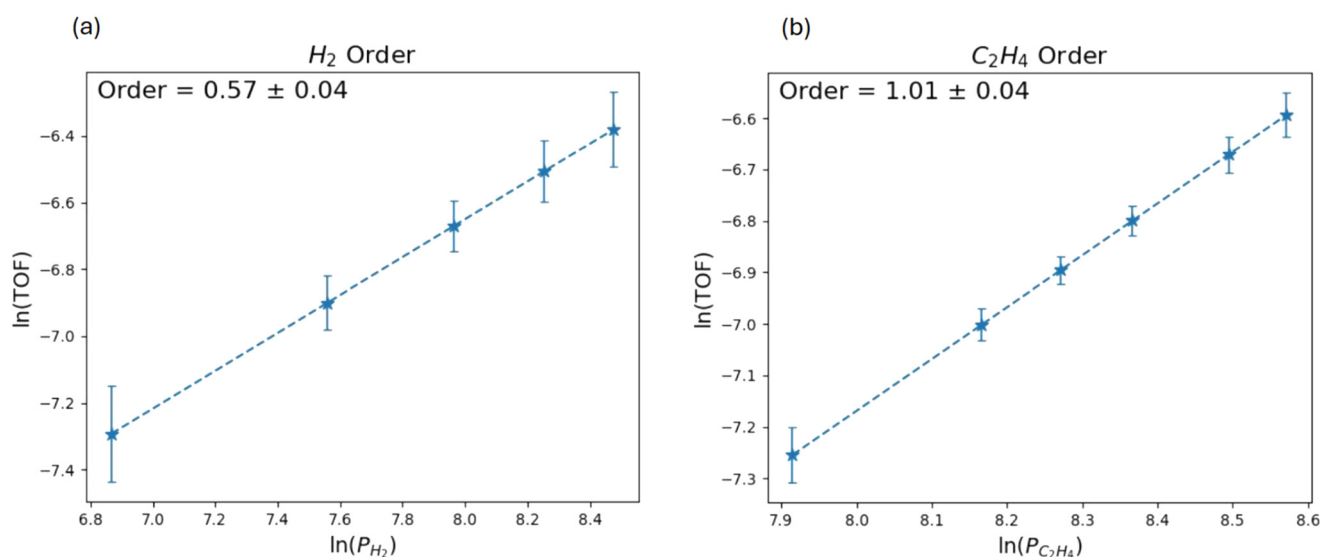 (a)
H₂ Order
Order = 0.57 ± 0.04
ln(TOF)
−6.4
−6.6
−6.8
−7.0
−7.2
−7.4
6.8 7.0 7.2 7.4 7.6 7.8 8.0 8.2 8.4
ln(P_H₂)
(b)
C₂H₄ Order
Order = 1.01 ± 0.04
ln(TOF)
−6.6
−6.7
−6.8
−6.9
−7.0
−7.1
−7.2
−7.3
7.9 8.0 8.1 8.2 8.3 8.4 8.5 8.6
ln(P_C₂H₄)